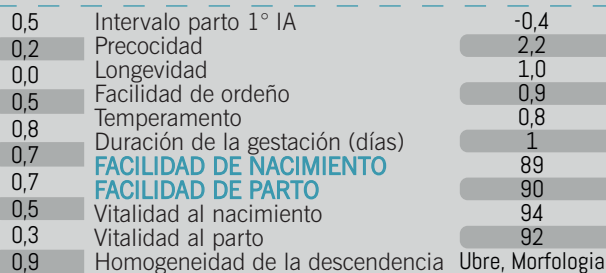 0,5 Intervalo parto 1° IA -0,4
0,2 Precocidad 2,2
0,0 Longevidad 1,0
0,5 Facilidad de ordeño 0,9
0,8 Temperamento 0,8
0,7 Duración de la gestación (días) 1
0,7 FACILIDAD DE NACIMIENTO 89
0,5 FACILIDAD DE PARTO 90
0,3 Vitalidad al nacimiento 94
0,9 Vitalidad al parto 92
Homogeneidad de la descendencia Ubre, Morfologia